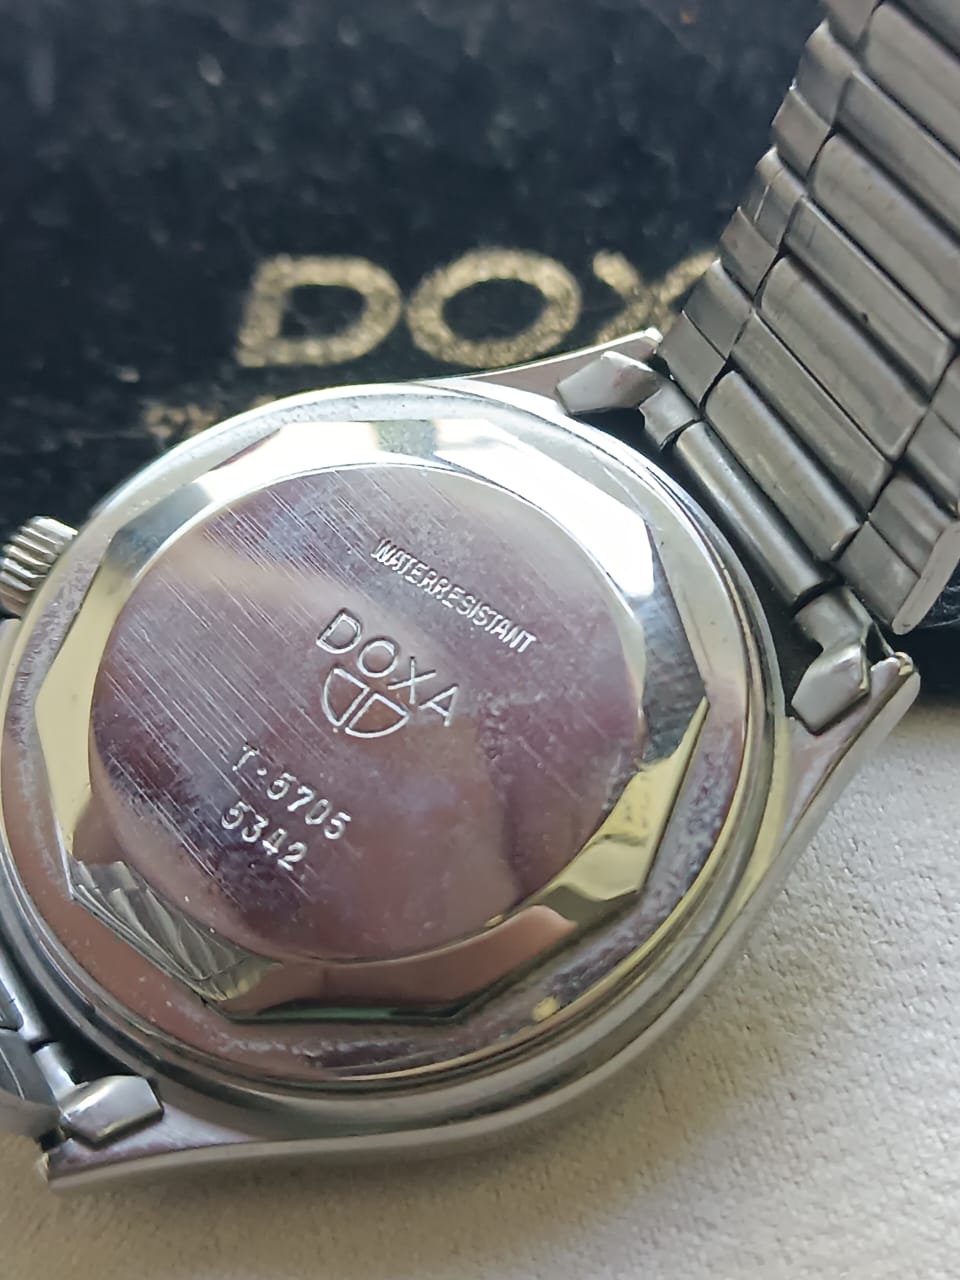 DOX
WATERRESISTANT
DOXA
T·5705
5342